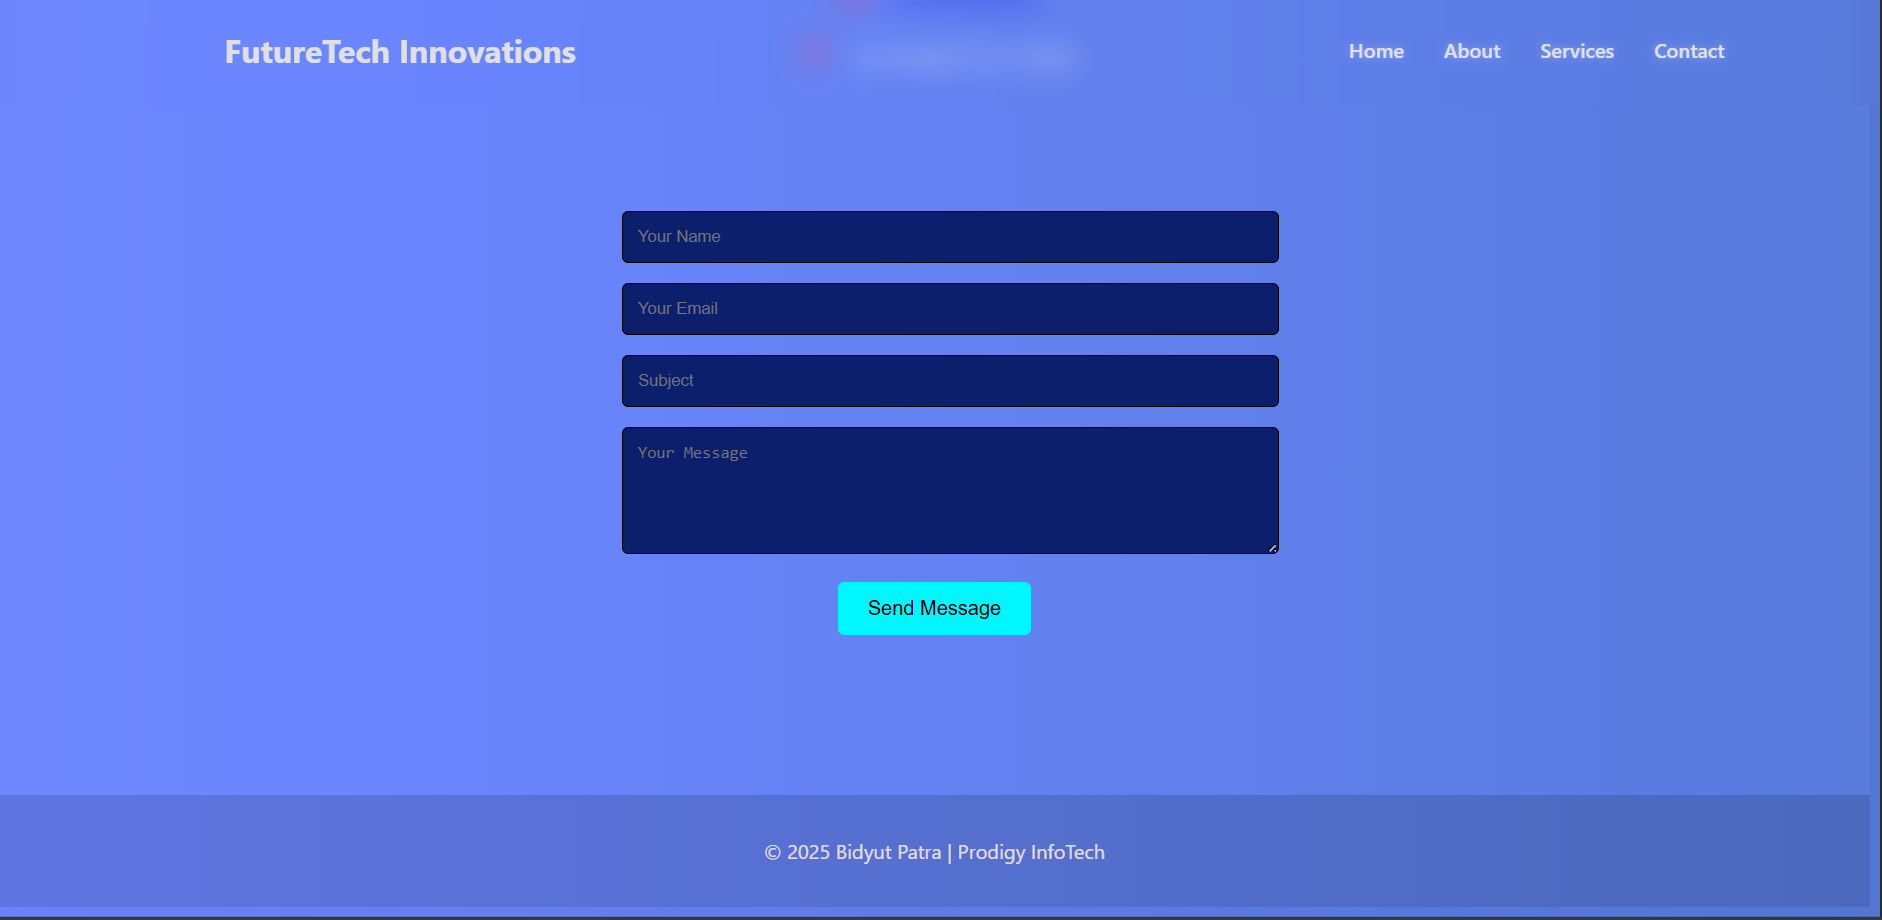 FutureTech Innovations
Home About Services Contact
Your Name
Your Email
Subject
Your Message
Send Message
© 2025 Bidyut Patra | Prodigy InfoTech